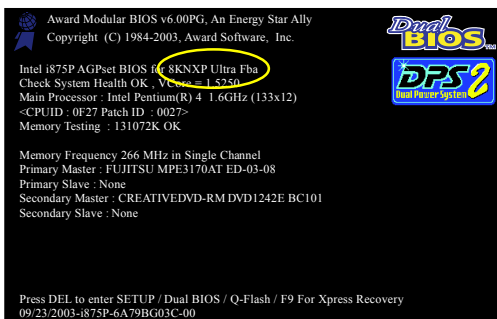 Award Modular BIOS v6.00PG, An Energy Star Ally
Copyright (C) 1984-2003, Award Software, Inc.
Dual BIOS TM
Intel i875P AGPset BIOS for 8KNXP Ultra Fba
Check System Health OK , VCore = 1.5250
Main Processor : Intel Pentium(R) 4 1.6GHz (133x12)
<CPUID : 0F27 Patch ID : 0027>
Memory Testing : 131072K OK
DPS 2
Dual Power System
Memory Frequency 266 MHz in Single Channel
Primary Master : FUJITSU MPE3170AT ED-03-08
Primary Slave : None
Secondary Master : CREATIVEDVD-RM DVD1242E BC101
Secondary Slave : None
Press DEL to enter SETUP / Dual BIOS / Q-Flash / F9 For Xpress Recovery
09/23/2003-i875P-6A79BG03C-00